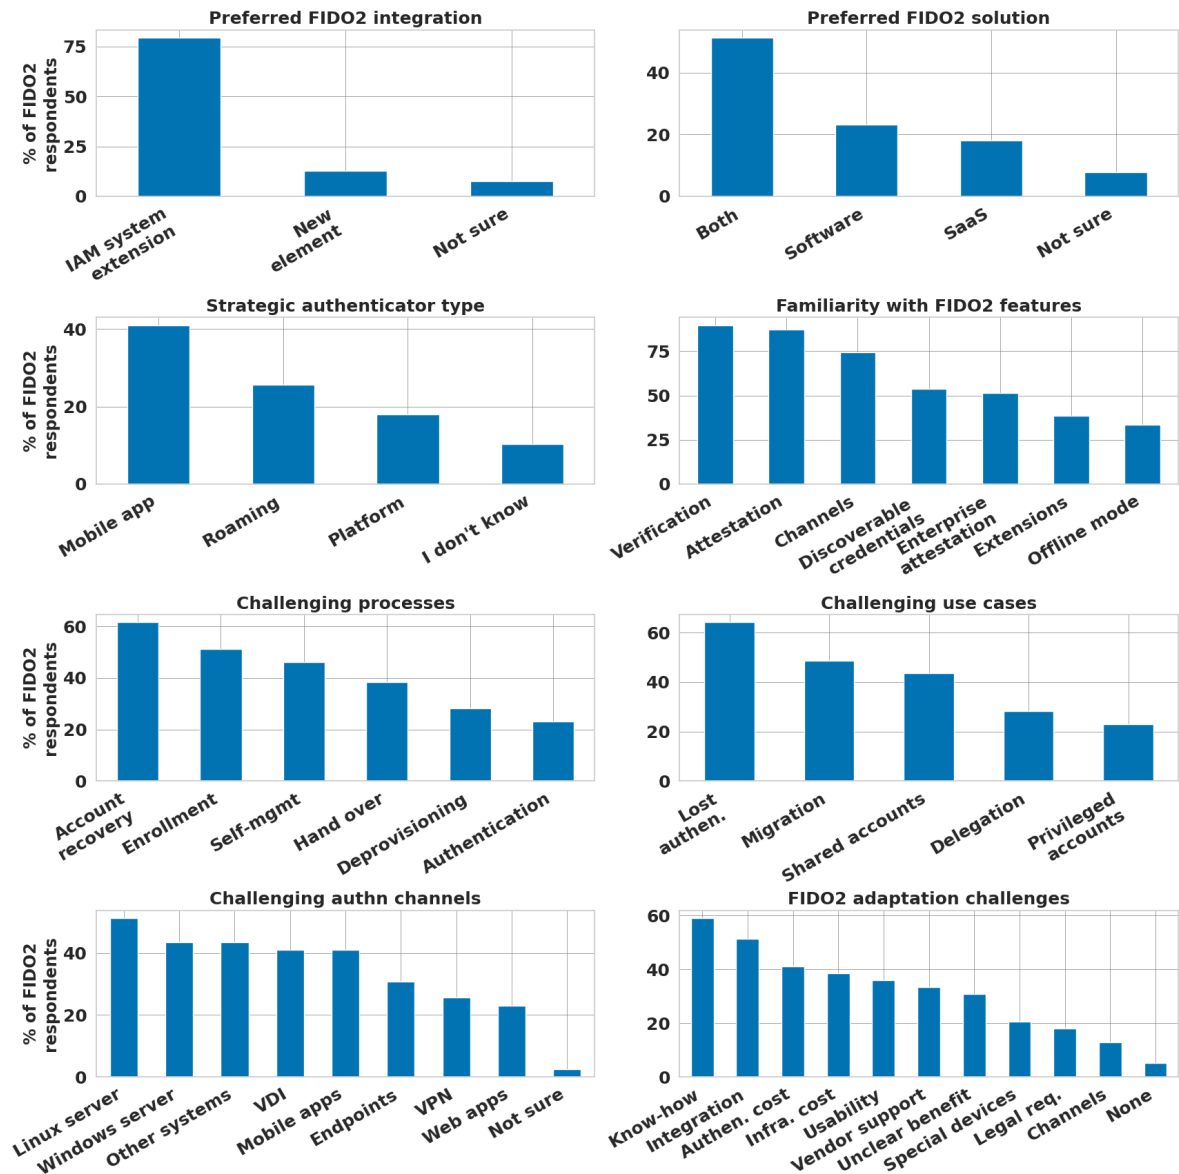 Preferred FIDO2 integration
% of FIDO2
respondents
75
50
25
0
IAM system
extension
New
element
Not sure
Preferred FIDO2 solution
40
20
0
Both
Software
SaaS
Not sure
Strategic authenticator type
% of FIDO2
respondents
40
20
0
Mobile app
Roaming
Platform
I don't know
Familiarity with FIDO2 features
75
50
25
0
Verification
Attestation
Channels
Discoverable
credentials
Enterprise
attestation
Extensions
Offline mode
Challenging processes
% of FIDO2
respondents
60
40
20
0
Account
recovery
Enrollment
Self-mgmt
Hand over
Deprovisioning
Authentication
Challenging use cases
60
40
20
0
Lost
authen.
Migration
Shared accounts
Delegation
Privileged
accounts
Challenging authn channels
% of FIDO2
respondents
40
20
0
Linux server
Windows server
Other systems
VDI
Mobile apps
Endpoints
VPN
Web apps
Not sure
FIDO2 adaptation challenges
60
40
20
0
Know-how
Integration
Authen. cost
Infra. cost
Usability
Vendor support
Unclear benefit
Special devices
Legal req.
Channels
None